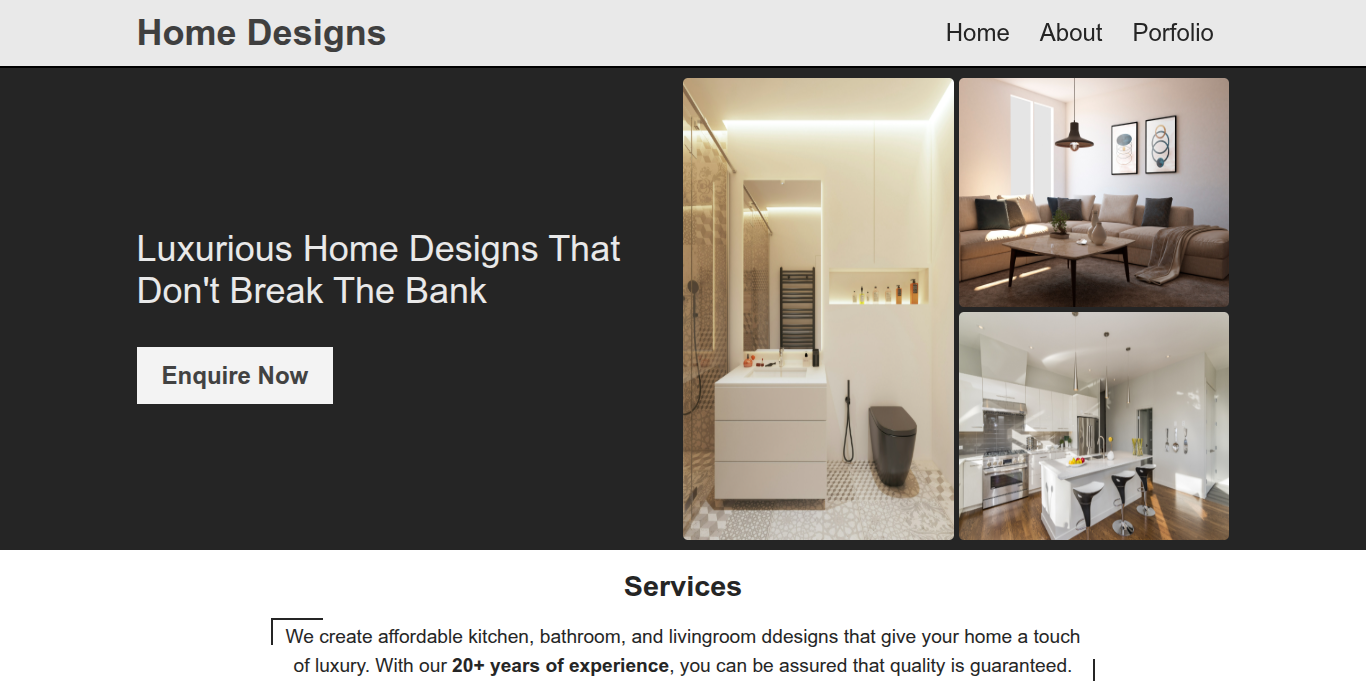 Home Designs
Home About Porfolio
Luxurious Home Designs That
Don't Break The Bank
Enquire Now
Services
We create affordable kitchen, bathroom, and livingroom ddesigns that give your home a touch
of luxury. With our 20+ years of experience, you can be assured that quality is guaranteed.